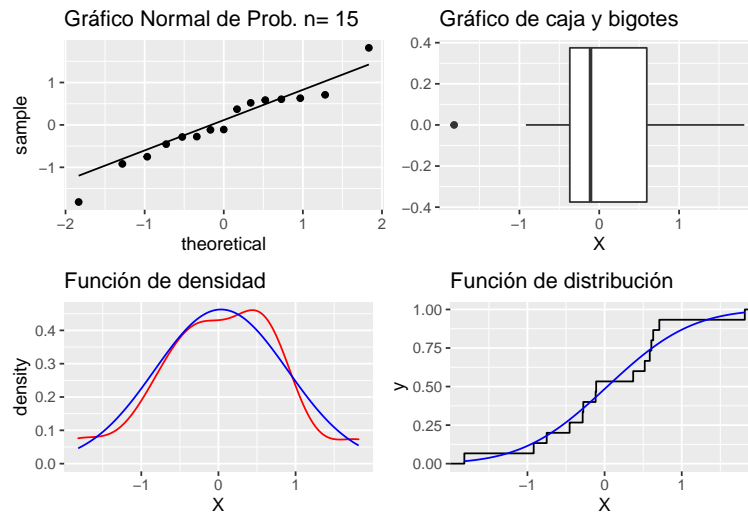 Gráfico Normal de Prob. n= 15
sample
1
0
−1
−2
−1
0
1
2
theoretical
Gráfico de caja y bigotes
0.4
0.2
0.0
−0.2
−0.4
−1
0
1
X
Función de densidad
density
0.4
0.3
0.2
0.1
0.0
−1
0
1
X
Función de distribución
y
1.00
0.75
0.50
0.25
0.00
−1
0
1
X